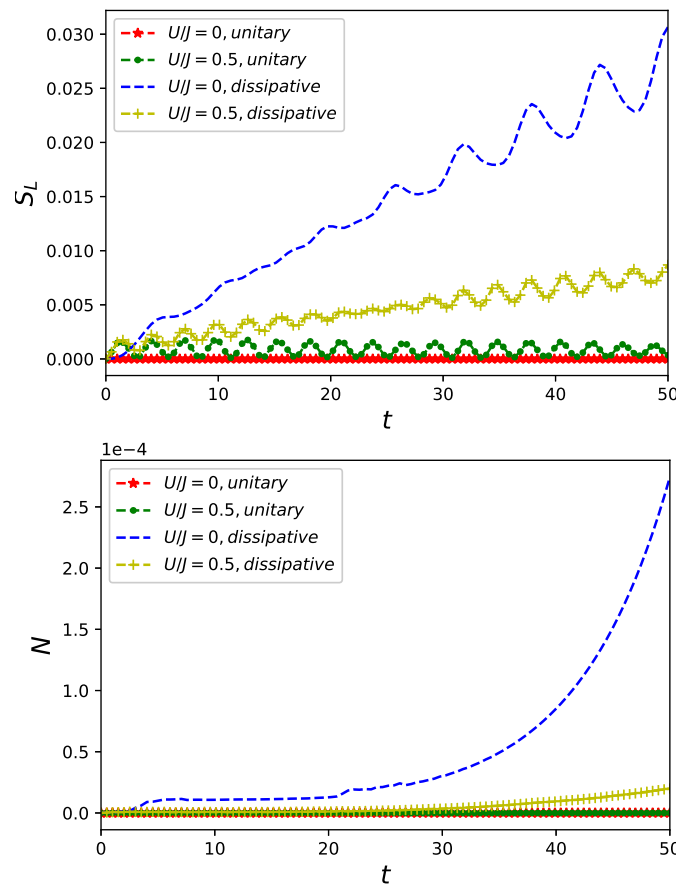 0.030
0.025
0.020
0.015
0.010
0.005
0.000
S_L
U/J = 0, unitary
U/J = 0.5, unitary
U/J = 0, dissipative
U/J = 0.5, dissipative
0 10 20 30 40 50
t
1e−4
2.5
2.0
1.5
1.0
0.5
0.0
N
U/J = 0, unitary
U/J = 0.5, unitary
U/J = 0, dissipative
U/J = 0.5, dissipative
0 10 20 30 40 50
t